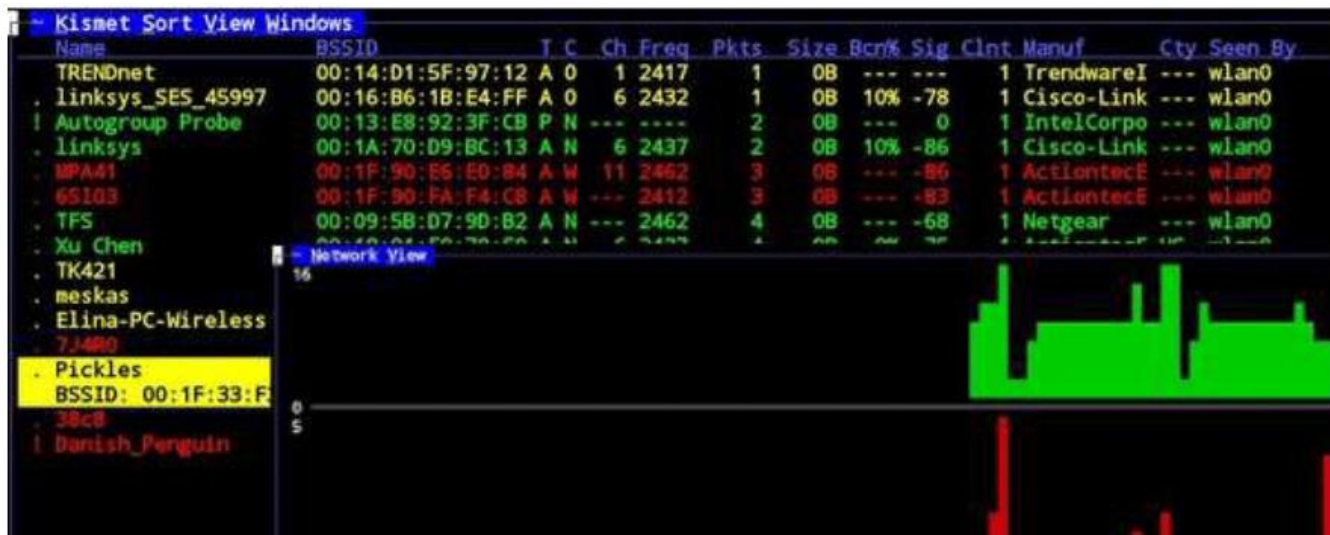 ~ Kismet Sort View Windows
Name BSSID T C Ch Freq Pkts Size Bcn% Sig Clnt Manuf Cty Seen By
TRENDnet 00:14:D1:5F:97:12 A O 1 2417 1 0B --- --- 1 TrendwareI --- wlan0
. linksys_SES_45997 00:16:B6:1B:E4:FF A O 6 2432 1 0B 10% -78 1 Cisco-Link --- wlan0
! Autogroup Probe 00:13:E8:92:3F:CB P N --- ---- 2 0B --- 0 1 IntelCorpo --- wlan0
. linksys 00:1A:70:D9:BC:13 A N 6 2437 2 0B 10% -86 1 Cisco-Link --- wlan0
. MPA41 00:1F:90:E6:ED:84 A W 11 2462 3 0B --- -86 1 ActiontecE --- wlan0
. 6SI03 00:1F:90:FA:F4:C8 A W --- 2412 3 0B --- -83 1 ActiontecE --- wlan0
. TFS 00:09:5B:D7:9D:B2 A N --- 2462 4 0B --- -68 1 Netgear --- wlan0
. Xu Chen
~ Network View
. TK421
16
. meskas
. Elina-PC-Wireless
. 7J4R0
. Pickles
BSSID: 00:1F:33:F
0
. 38c8
5
! Danish_Penguin